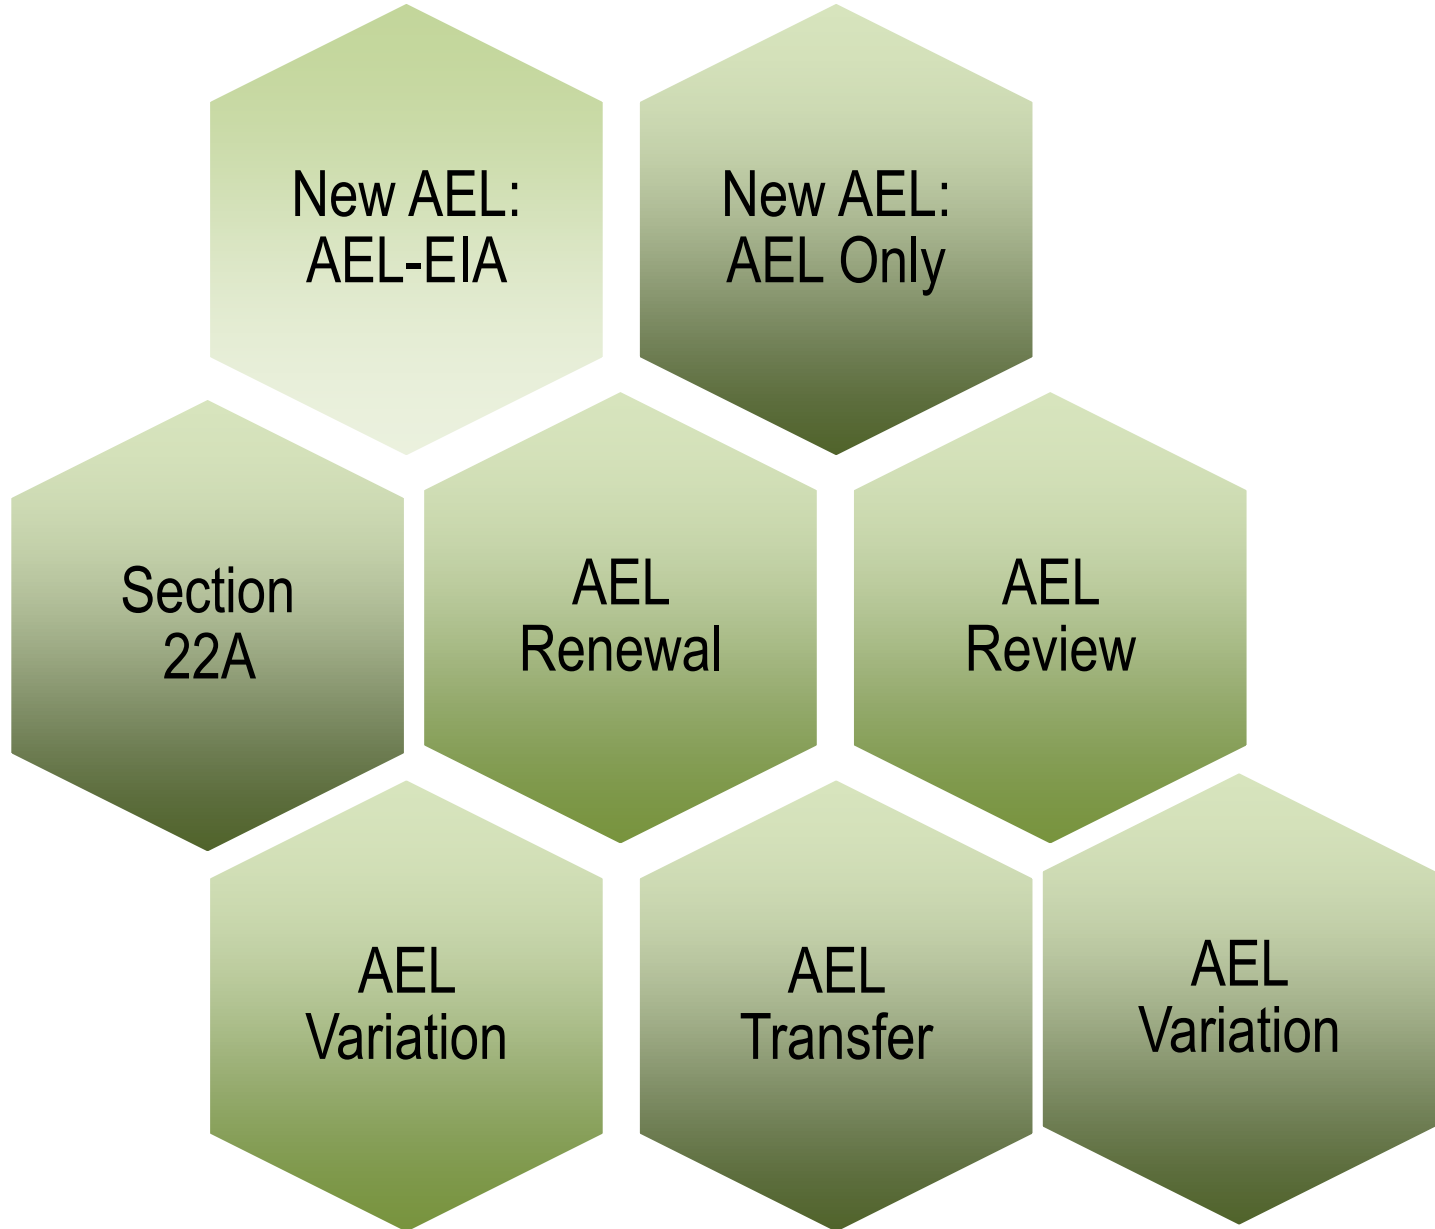 New AEL:
AEL-EIA
New AEL:
AEL Only
Section
22A
AEL
Renewal
AEL
Review
AEL
Variation
AEL
Transfer
AEL
Variation